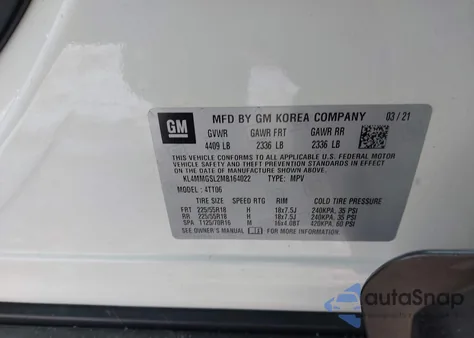 GM
MFD BY GM KOREA COMPANY 03/21
GVWR GAWR FRT GAWR RR
4409 LB 2336 LB 2336 LB
THIS VEHICLE CONFORMS TO ALL APPLICABLE U.S. FEDERAL MOTOR
VEHICLE SAFETY AND THEFT PREVENTION STANDARDS IN EFFECT
ON THE DATE OF MANUFACTURE SHOWN ABOVE.
KL4MMGSL2MB164022 TYPE: MPV
MODEL: 4TT06
TIRE SIZE SPEED RTG RIM COLD TIRE PRESSURE
FRT 225/55R18 H 18x7.5J 240KPA, 35 PSI
RR 225/55R18 H 18x7.5J 240KPA, 35 PSI
SPA T125/70R16 M 16x4.0BT 420KPA, 60 PSI
SEE OWNER'S MANUAL FOR MORE INFORMATION.
autoSnap